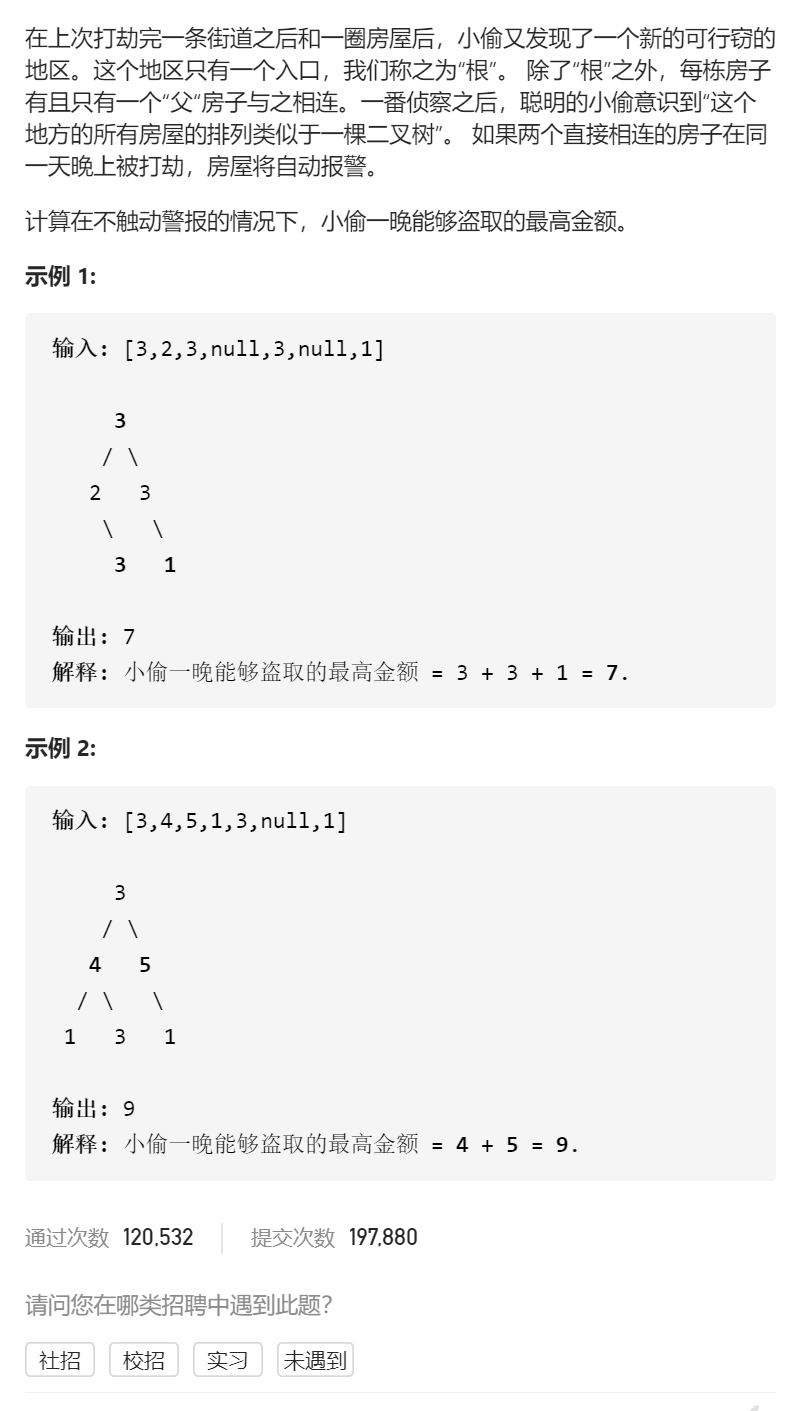 在上次打劫完一条街道之后和一圈房屋后，小偷又发现了一个新的可行窃的
地区。这个地区只有一个入口，我们称之为“根”。 除了“根”之外，每栋房子
有且只有一个“父“房子与之相连。一番侦察之后，聪明的小偷意识到“这个
地方的所有房屋的排列类似于一棵二叉树”。 如果两个直接相连的房子在同
一天晚上被打劫，房屋将自动报警。
计算在不触动警报的情况下，小偷一晚能够盗取的最高金额。
示例 1:
输入: [3,2,3,null,3,null,1]
3
/ \
2 3
\ \
3 1
输出: 7
解释: 小偷一晚能够盗取的最高金额 = 3 + 3 + 1 = 7.
示例 2:
输入: [3,4,5,1,3,null,1]
3
/ \
4 5
/ \ \
1 3 1
输出: 9
解释: 小偷一晚能够盗取的最高金额 = 4 + 5 = 9.
通过次数 120,532 提交次数 197,880
请问您在哪类招聘中遇到此题？
社招 校招 实习 未遇到